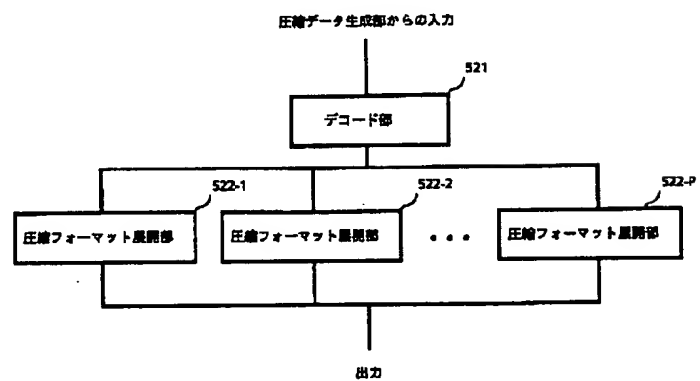 圧縮データ生成部からの入力
521
デコード部
522-1
522-2
522-P
圧縮フォーマット展開部
圧縮フォーマット展開部
• • •
圧縮フォーマット展開部
出力